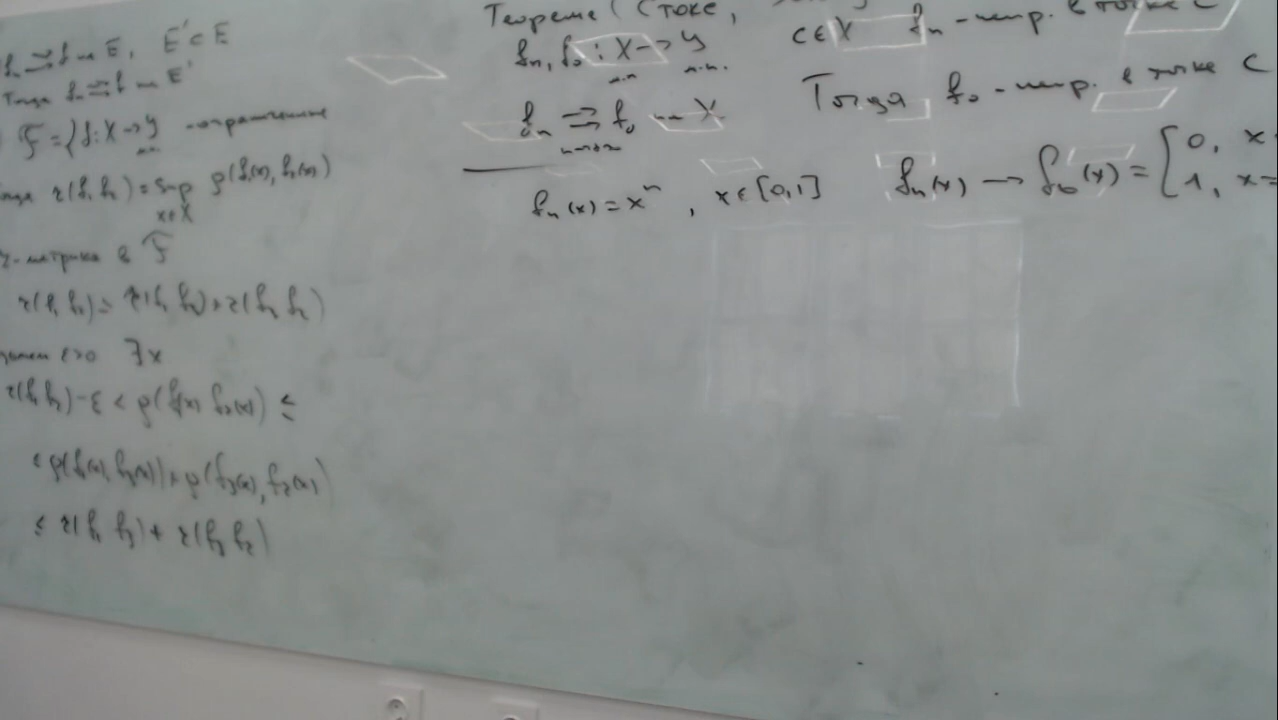 fₙ ⇉ f на E, E' ⊂ E
Тогда fₙ ⇉ f на E'
F = {f: X → Y - ограничение
r(f₁, f₂) = sup ρ(f₁(x), f₂(x))
x∈X
r - метрика в F
r(f₁, f₂) ≤ r(f₁, f₃) + r(f₃, f₂)
ε>0 ∃x
r(f₁, f₂) - ε < ρ(f₁(x), f₂(x)) ≤
≤ ρ(f₁(x), f₃(x)) + ρ(f₃(x), f₂(x))
≤ r(f₁, f₃) + r(f₃, f₂)
Теорема (Стокс,
fₙ, f₀ : X → Y c∈X fₙ - непр. в точке c
м.п. м.п.
fₙ ⇉ f₀ на X Тогда f₀ - непр. в точке c
n→+∞
fₙ(x) = xⁿ, x∈[0,1] fₙ(x) → f₀(x) = [0, x
1, x=